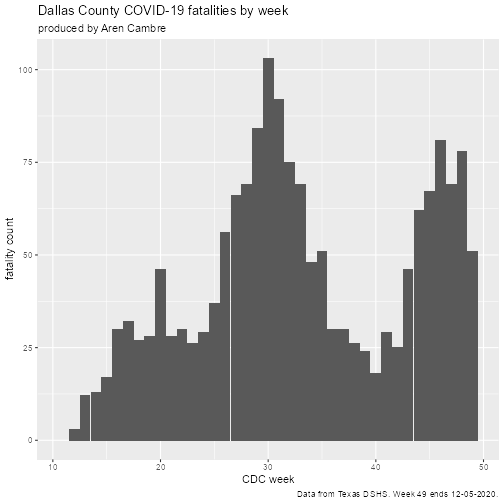 Dallas County COVID-19 fatalities by week
produced by Aren Cambre
fatality count
100
75
50
25
0
10 20 30 40 50
CDC week
Data from Texas DSHS. Week 49 ends 12-05-2020.